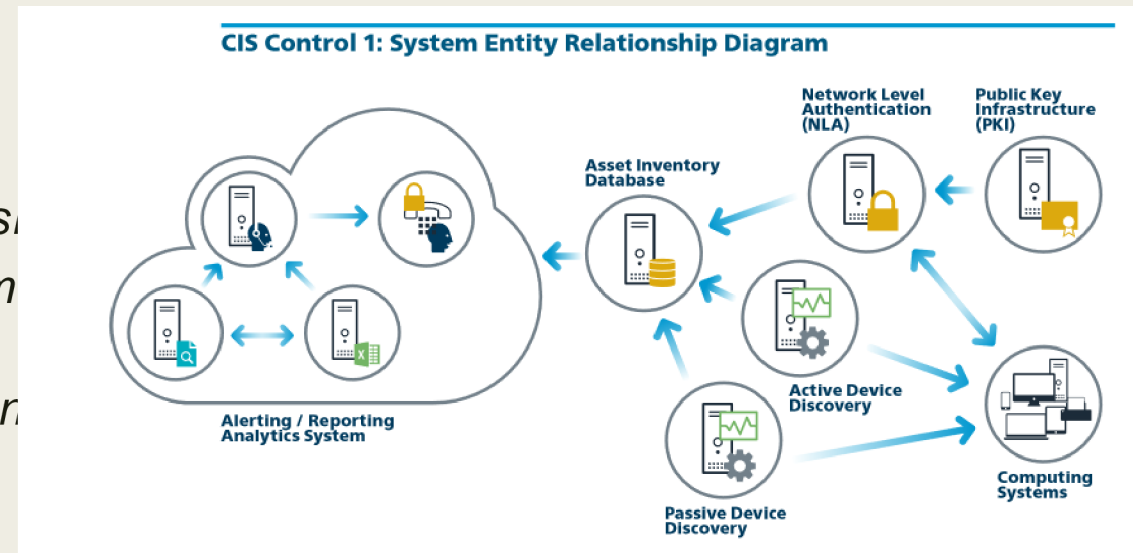 CIS Control 1: System Entity Relationship Diagram
Network Level
Authentication
(NLA)
Public Key
Infrastructure
(PKI)
Asset Inventory
Database
Active Device
Discovery
Alerting / Reporting
Analytics System
Computing
Systems
Passive Device
Discovery